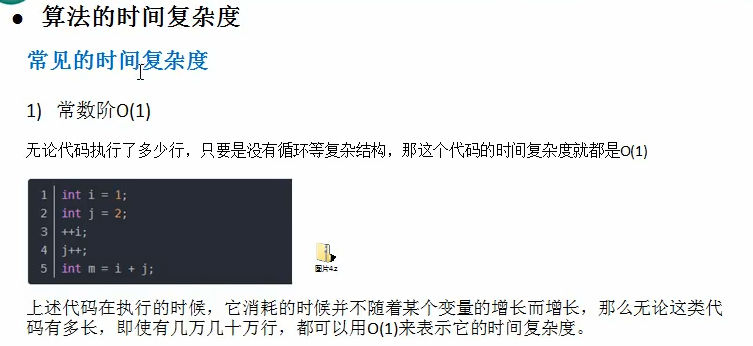 • 算法的时间复杂度
常见的时间复杂度
1) 常数阶O(1)
无论代码执行了多少行，只要是没有循环等复杂结构，那这个代码的时间复杂度就都是O(1)
1 int i = 1;
2 int j = 2;
3 ++i;
4 j++;
5 int m = i + j;
图片4.z
上述代码在执行的时候，它消耗的时候并不随着某个变量的增长而增长，那么无论这类代
码有多长，即使有几万几十万行，都可以用O(1)来表示它的时间复杂度。